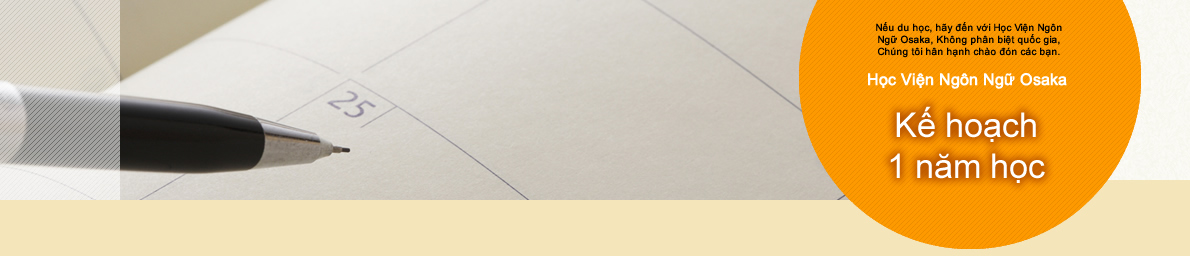 25
Nếu du học, hãy đến với Học Viện Ngôn
Ngữ Osaka, Không phân biệt quốc gia,
Chúng tôi hân hạnh chào đón các bạn.
Học Viện Ngôn Ngữ Osaka
Kế hoạch
1 năm học